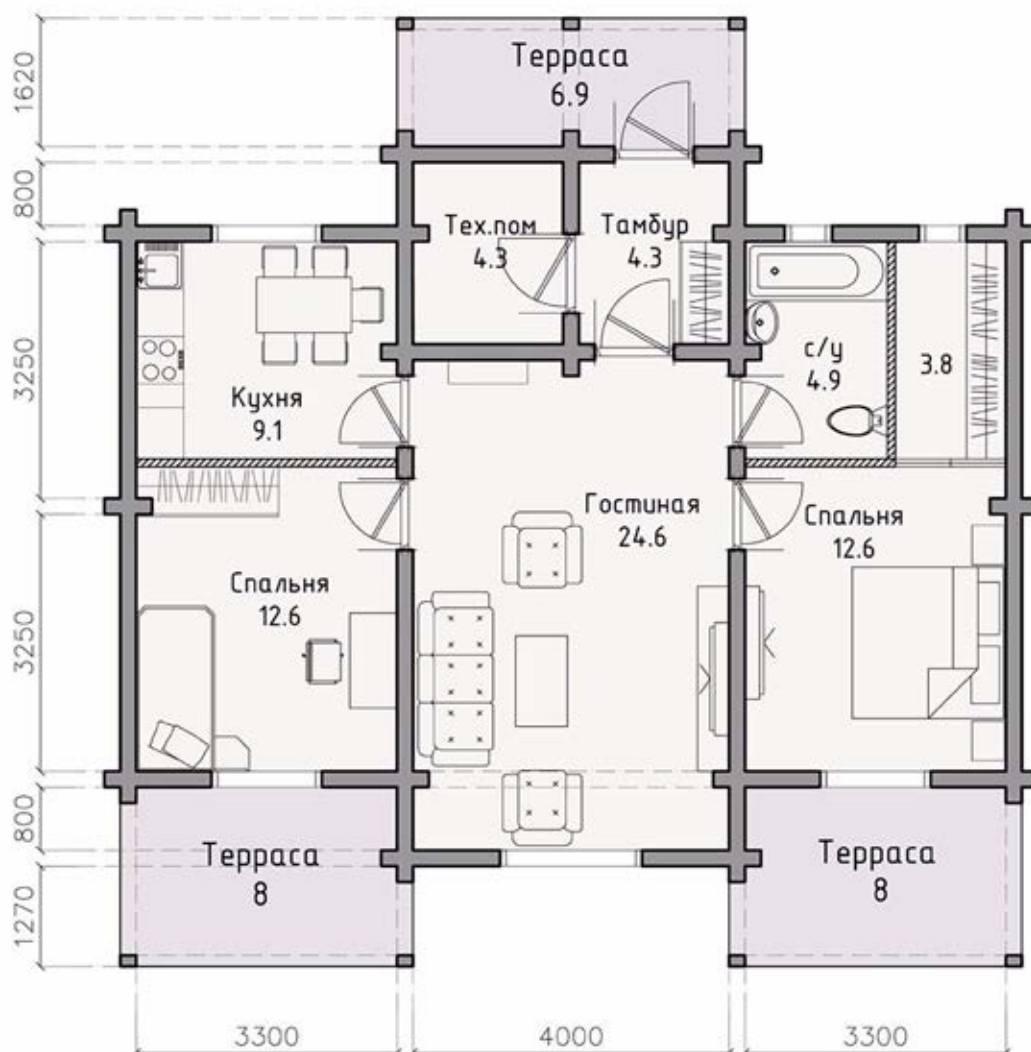 Терраса
6.9
1620
800
Тех.пом
4.3
Тамбур
4.3
3250
Кухня
9.1
с/у
4.9
3.8
Гостиная
24.6
Спальня
12.6
Спальня
12.6
3250
800
Терраса
8
Терраса
8
1270
3300
4000
3300